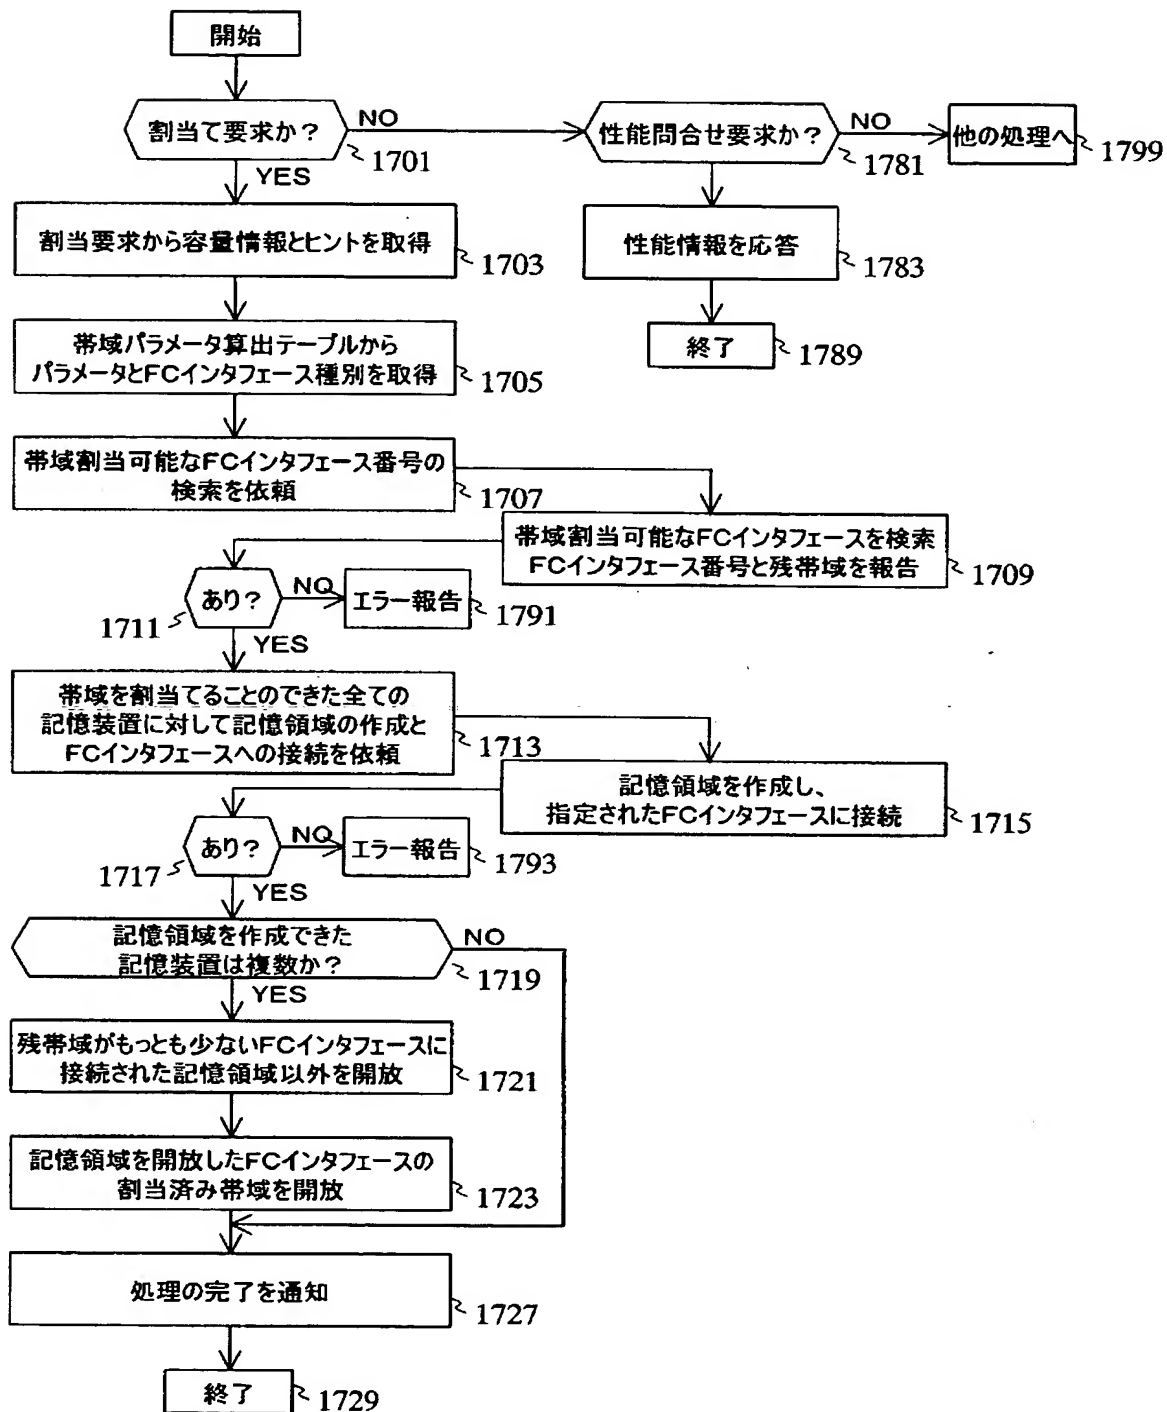 開始
割当て要求か？
NO
1701
YES
性能問合せ要求か？
NO
1781
他の処理へ
1799
割当要求から容量情報とヒントを取得
1703
性能情報を応答
1783
終了
1789
帯域パラメータ算出テーブルから
パラメータとFCインタフェース種別を取得
1705
帯域割当可能なFCインタフェース番号の
検索を依頼
1707
帯域割当可能なFCインタフェースを検索
FCインタフェース番号と残帯域を報告
1709
あり？
NO
1711
YES
エラー報告
1791
帯域を割当てることのできた全ての
記憶装置に対して記憶領域の作成と
FCインタフェースへの接続を依頼
1713
記憶領域を作成し、
指定されたFCインタフェースに接続
1715
あり？
NO
1717
YES
エラー報告
1793
記憶領域を作成できた
記憶装置は複数か？
NO
1719
YES
残帯域がもっとも少ないFCインタフェースに
接続された記憶領域以外を開放
1721
記憶領域を開放したFCインタフェースの
割当済み帯域を開放
1723
処理の完了を通知
1727
終了
1729